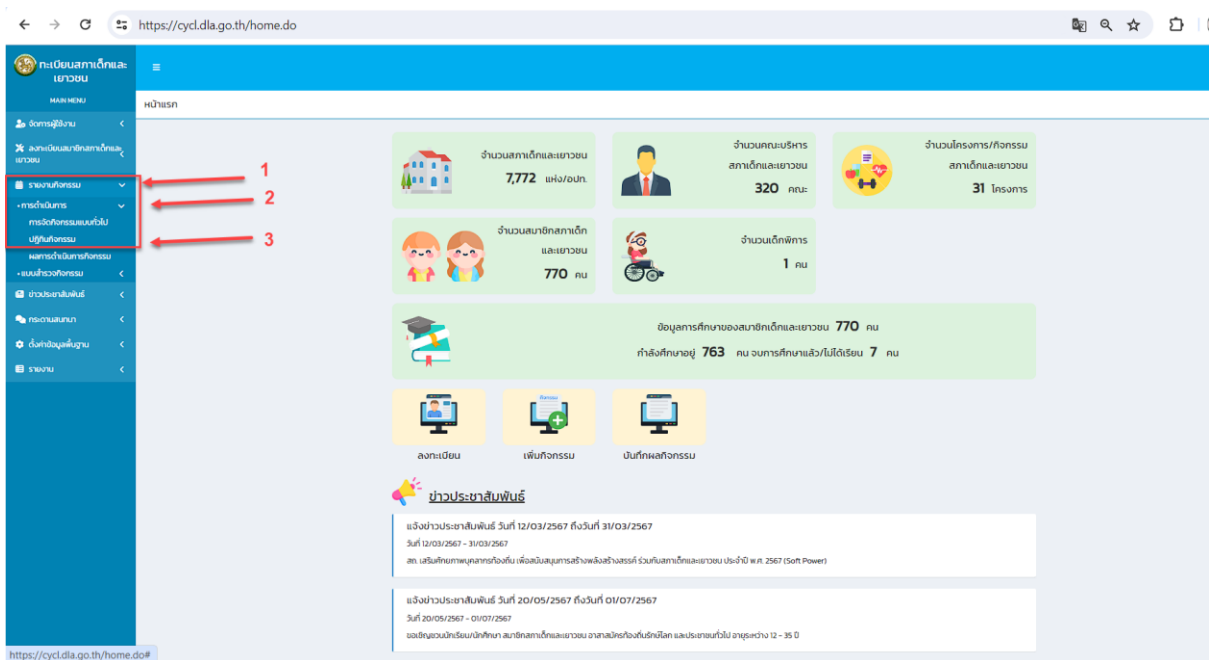 https://cycl.dla.go.th/home.do
ทะเบียนสภาเด็กและ
เยาวชน
MAIN MENU
หน้าแรก
จัดการผู้ใช้งาน
ลงทะเบียนสมาชิกสภาเด็กและ
เยาวชน
รายงานกิจกรรม
1
การดำเนินการ
2
การจัดกิจกรรมแบบทั่วไป
ปฏิทินกิจกรรม
3
ผลการดำเนินการกิจกรรม
แบบสำรวจกิจกรรม
ข่าวประชาสัมพันธ์
กระดานสนทนา
ตั้งค่าข้อมูลพื้นฐาน
รายงาน
จำนวนสภาเด็กและเยาวชน
7,772 แห่ง/อปท.
จำนวนคณะบริหาร
สภาเด็กและเยาวชน
320 คณะ
จำนวนโครงการ/กิจกรรม
สภาเด็กและเยาวชน
31 โครงการ
จำนวนสมาชิกสภาเด็ก
และเยาวชน
770 คน
จำนวนเด็กพิการ
1 คน
ข้อมูลการศึกษาของสมาชิกเด็กและเยาวชน 770 คน
กำลังศึกษาอยู่ 763 คน จบการศึกษาแล้ว/ไม่ได้เรียน 7 คน
ลงทะเบียน
กิจกรรม
เพิ่มกิจกรรม
บันทึกผลกิจกรรม
ข่าวประชาสัมพันธ์
แจ้งข่าวประชาสัมพันธ์ วันที่ 12/03/2567 ถึงวันที่ 31/03/2567
วันที่ 12/03/2567 - 31/03/2567
สถ. เสริมศักยภาพบุคลากรท้องถิ่น เพื่อสนับสนุนการสร้างพลังสร้างสรรค์ ร่วมกับสภาเด็กและเยาวชน ประจำปี พ.ศ. 2567 (Soft Power)
แจ้งข่าวประชาสัมพันธ์ วันที่ 20/05/2567 ถึงวันที่ 01/07/2567
วันที่ 20/05/2567 - 01/07/2567
ขอเชิญชวนนักเรียน/นักศึกษา สมาชิกสภาเด็กและเยาวชน อาสาสมัครท้องถิ่นรักษ์โลก และประชาชนทั่วไป อายุระหว่าง 12 - 35 ปี
https://cycl.dla.go.th/home.do#